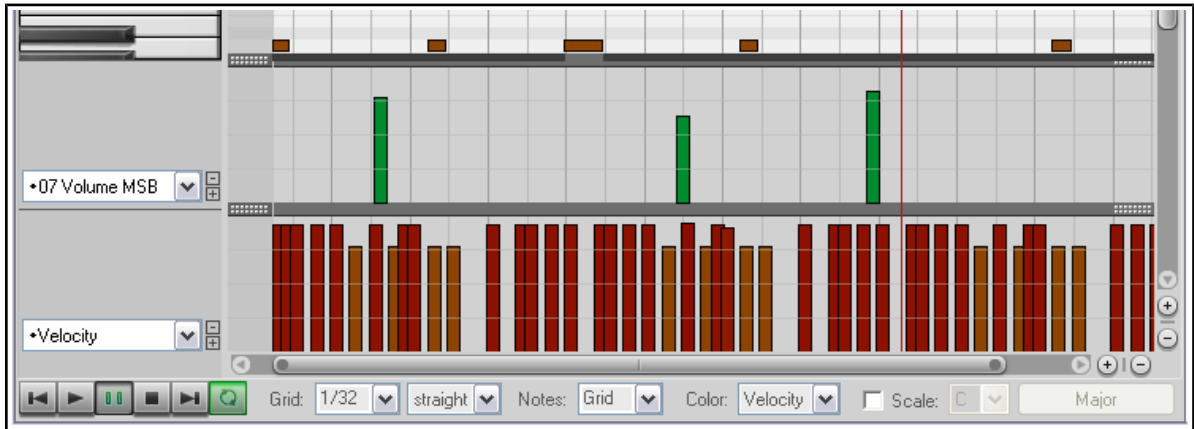 •07 Volume MSB
•Velocity
Grid: 1/32 straight Notes: Grid Color: Velocity Scale: C Major